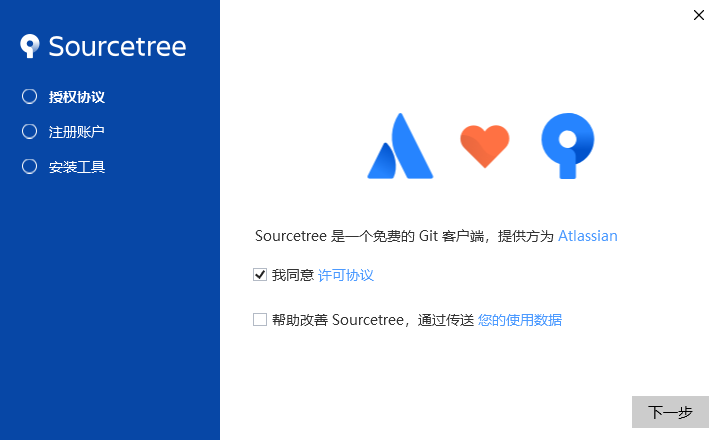 Sourcetree
授权协议
注册账户
安装工具
Sourcetree 是一个免费的 Git 客户端，提供方为 Atlassian
我同意 许可协议
帮助改善 Sourcetree，通过传送 您的使用数据
下一步